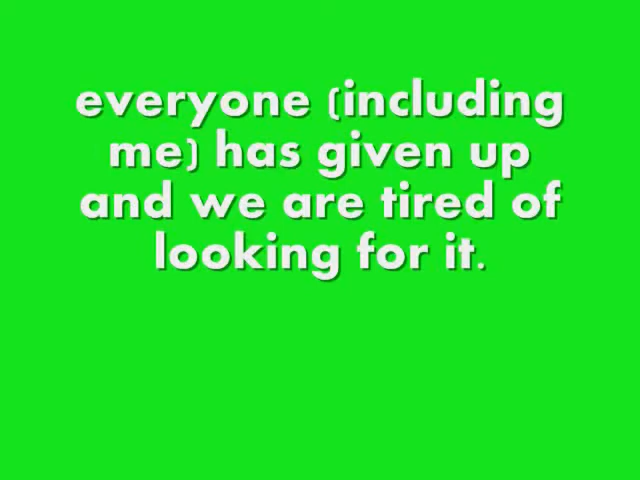 everyone (including
me) has given up
and we are tired of
looking for it.